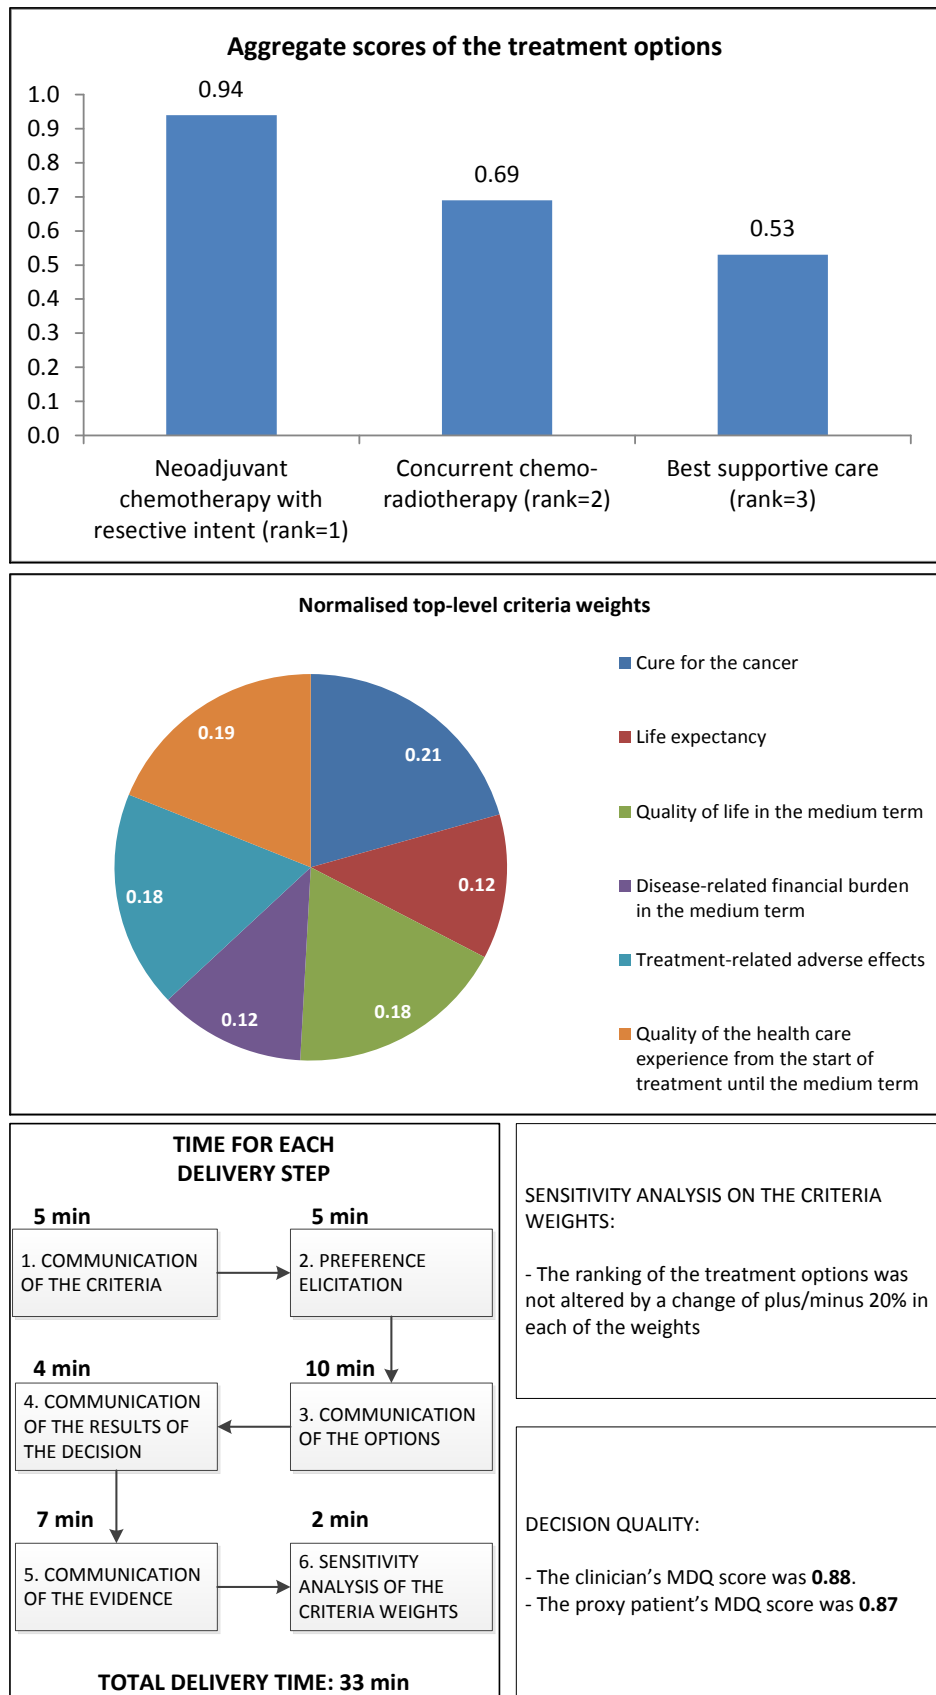 Aggregate scores of the treatment options
1.0
0.9
0.8
0.7
0.6
0.5
0.4
0.3
0.2
0.1
0.0
0.94
0.69
0.53
Neoadjuvant
chemotherapy with
resective intent (rank=1)
Concurrent chemo-
radiotherapy (rank=2)
Best supportive care
(rank=3)
Normalised top-level criteria weights
0.21
0.12
0.18
0.12
0.18
0.19
Cure for the cancer
Life expectancy
Quality of life in the medium term
Disease-related financial burden
in the medium term
Treatment-related adverse effects
Quality of the health care
experience from the start of
treatment until the medium term
TIME FOR EACH
DELIVERY STEP
5 min
1. COMMUNICATION
OF THE CRITERIA
5 min
2. PREFERENCE
ELICITATION
10 min
3. COMMUNICATION
OF THE OPTIONS
4 min
4. COMMUNICATION
OF THE RESULTS OF
THE DECISION
7 min
5. COMMUNICATION
OF THE EVIDENCE
2 min
6. SENSITIVITY
ANALYSIS OF THE
CRITERIA WEIGHTS
TOTAL DELIVERY TIME: 33 min
SENSITIVITY ANALYSIS ON THE CRITERIA
WEIGHTS:
- The ranking of the treatment options was
not altered by a change of plus/minus 20% in
each of the weights
DECISION QUALITY:
- The clinician's MDQ score was 0.88.
- The proxy patient's MDQ score was 0.87